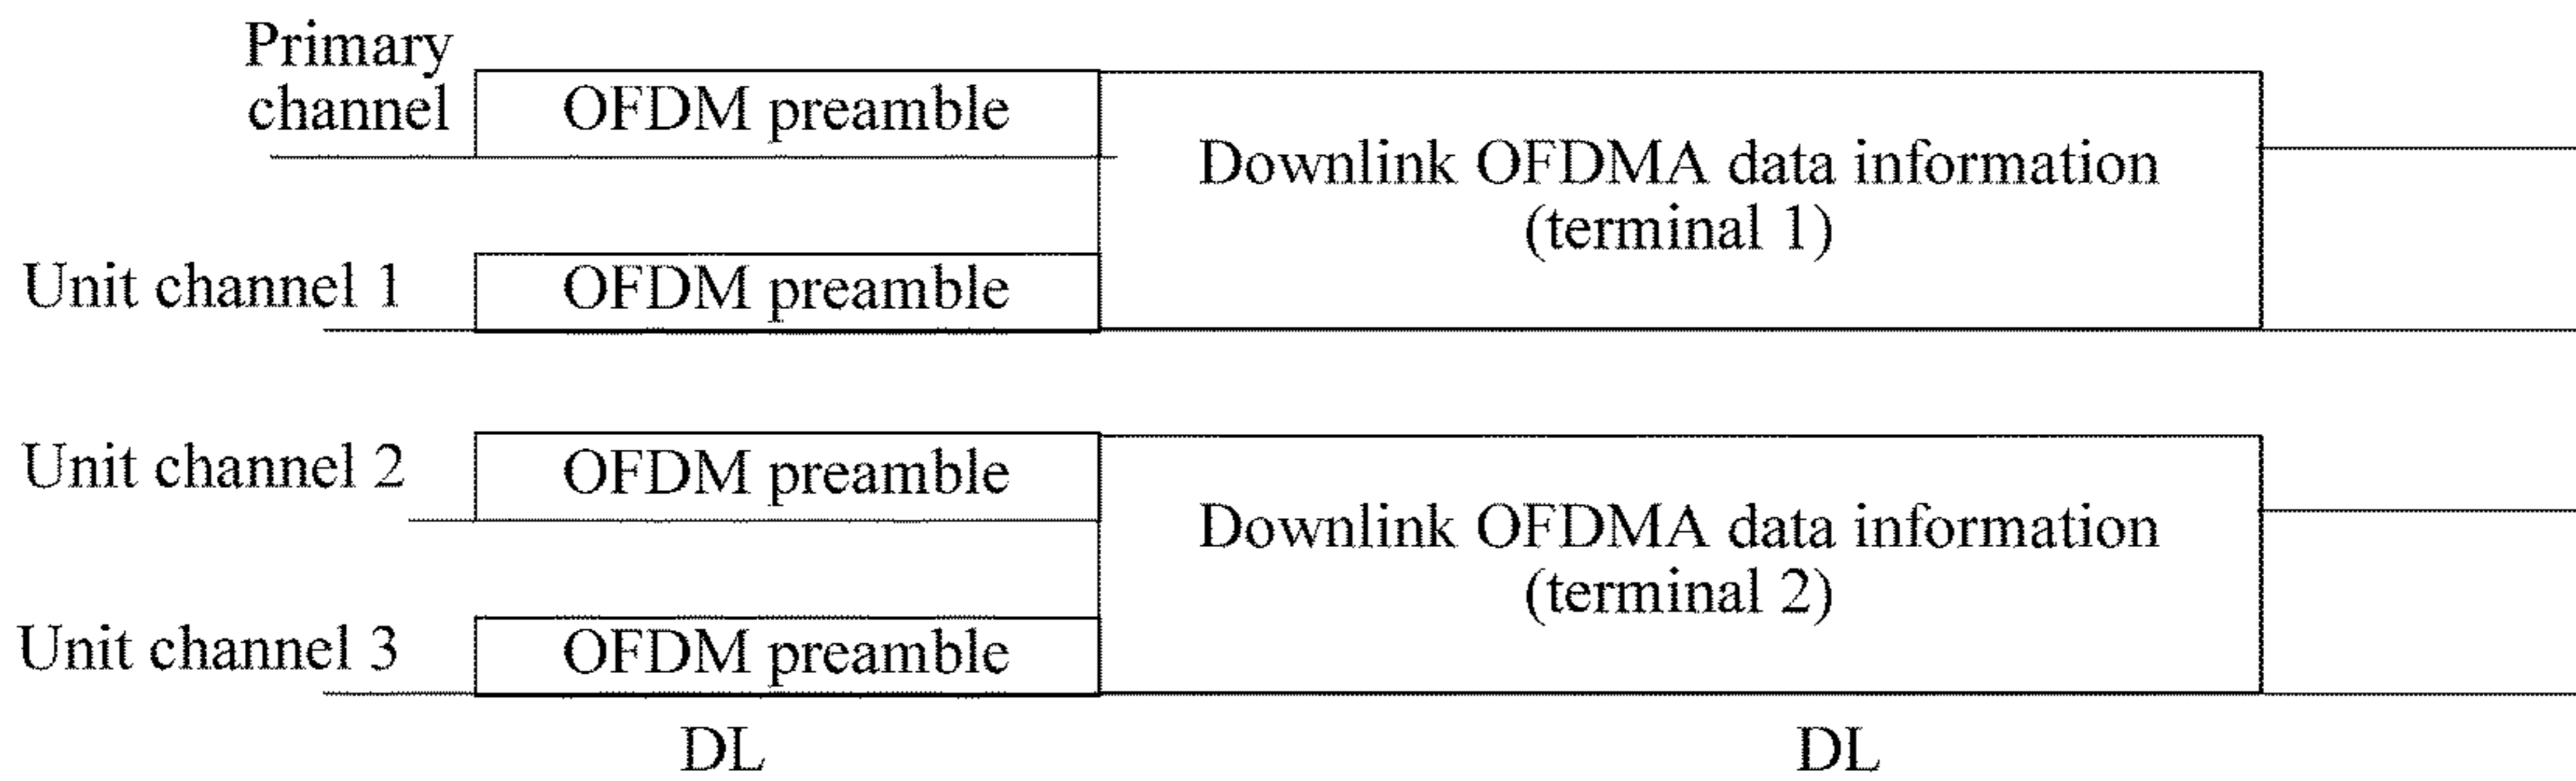 Primary
channel
OFDM preamble
Downlink OFDMA data information
(terminal 1)
Unit channel 1
OFDM preamble
Unit channel 2
OFDM preamble
Downlink OFDMA data information
(terminal 2)
Unit channel 3
OFDM preamble
DL
DL